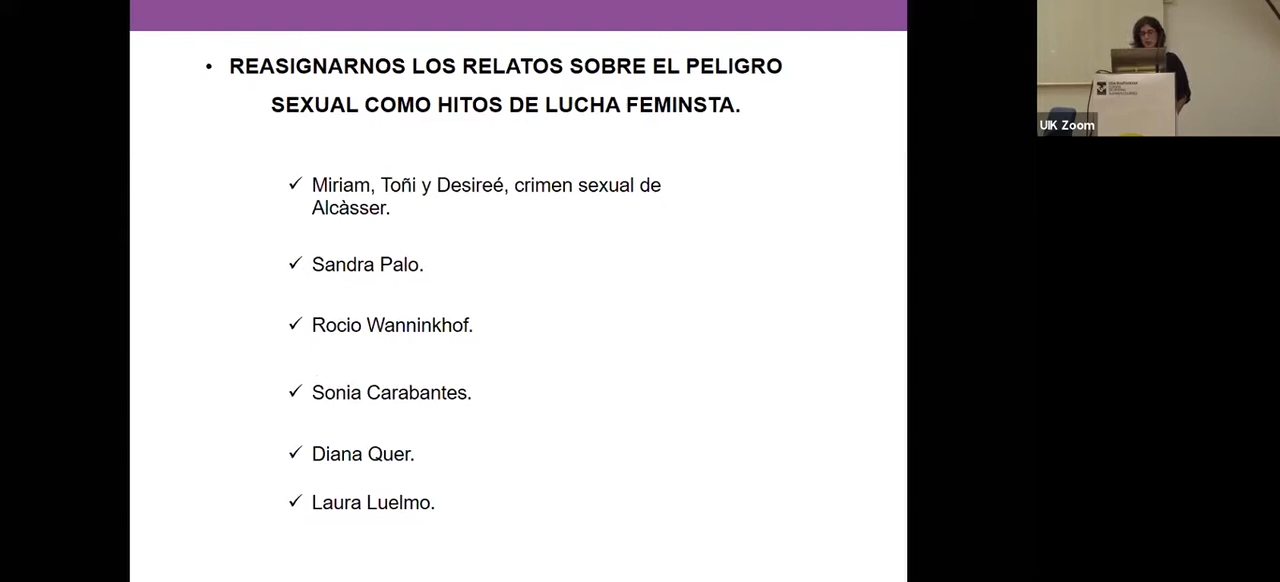 • REASIGNARNOS LOS RELATOS SOBRE EL PELIGRO
SEXUAL COMO HITOS DE LUCHA FEMINSTA.
✓ Miriam, Toñi y Desireé, crimen sexual de
Alcàsser.
✓ Sandra Palo.
✓ Rocio Wanninkhof.
✓ Sonia Carabantes.
✓ Diana Quer.
✓ Laura Luelmo.
UIK Zoom